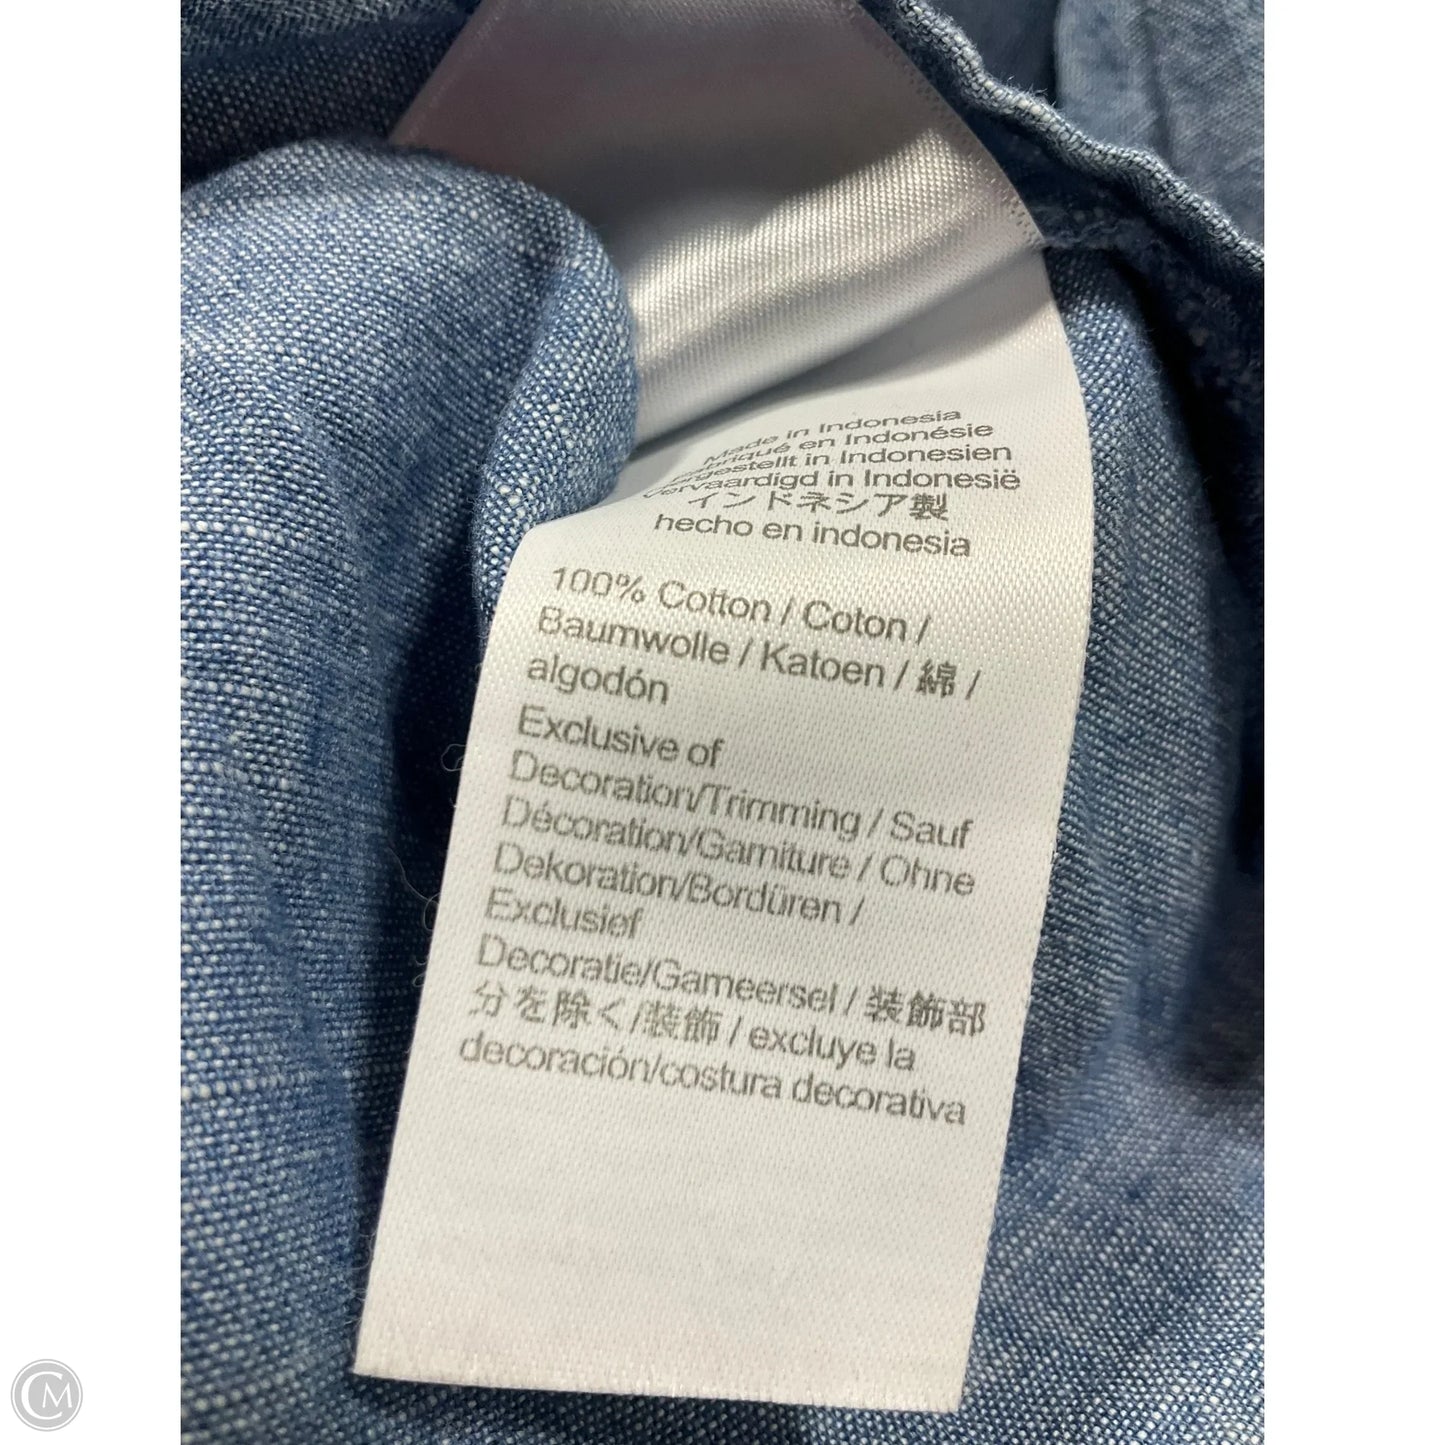 Made in Indonesia
Fabriqué en Indonésie
Hergestellt in Indonesien
Vervaardigd in Indonesië
インドネシア製
hecho en indonesia
100% Cotton / Coton /
Baumwolle / Katoen / 綿 /
algodón
Exclusive of
Decoration/Trimming / Sauf
Décoration/Garniture / Ohne
Dekoration/Bordüren /
Exclusief
Decoratie/Gameersel / 装飾部
分を除く/装飾 / excluye la
decoración/costura decorativa
CM